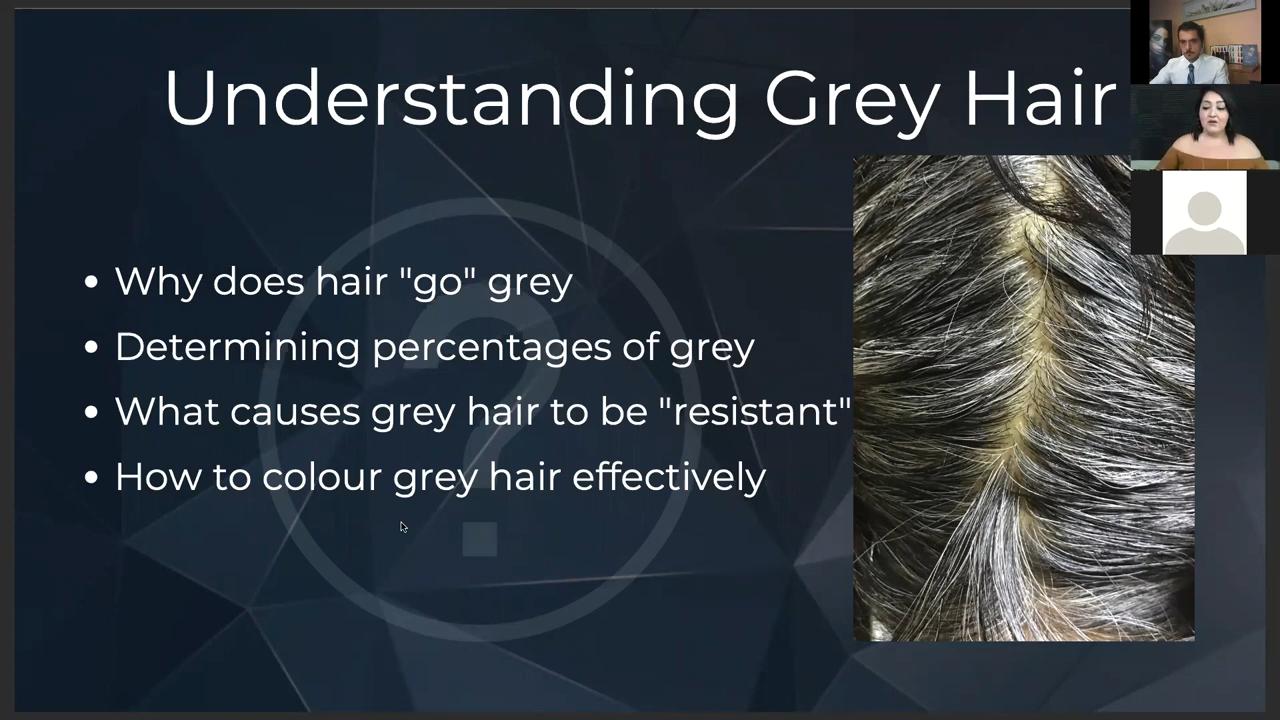 Understanding Grey Hair
Why does hair "go" grey
Determining percentages of grey
What causes grey hair to be "resistant"
How to colour grey hair effectively
?